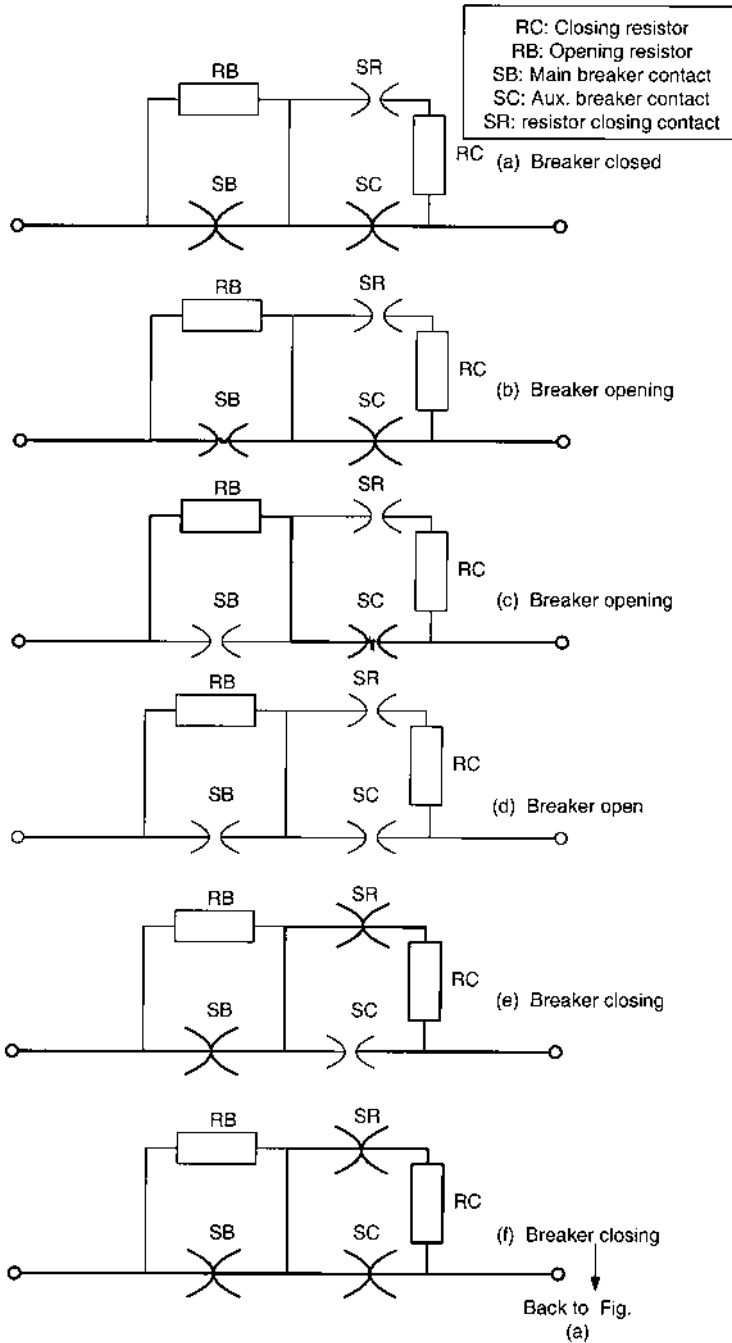 RC: Closing resistor
RB: Opening resistor
SB: Main breaker contact
SC: Aux. breaker contact
SR: resistor closing contact
RB
SR
RC
(a) Breaker closed
SB
SC
RB
SR
RC
(b) Breaker opening
SB
SC
RB
SR
RC
(c) Breaker opening
SB
SC
RB
SR
RC
(d) Breaker open
SB
SC
RB
SR
RC
(e) Breaker closing
SB
SC
RB
SR
RC
(f) Breaker closing
SB
SC
Back to Fig.
(a)